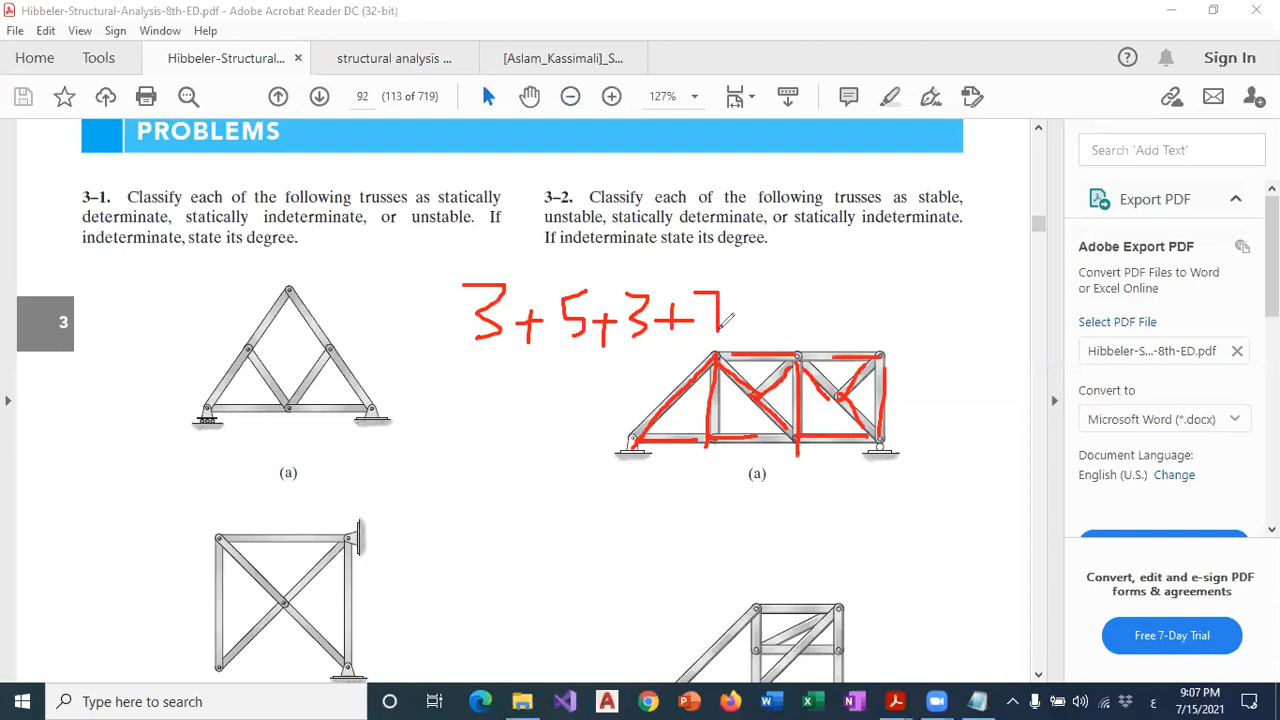 Hibbeler-Structural-Analysis-8th-ED.pdf - Adobe Acrobat Reader DC (32-bit)
File Edit View Sign Window Help
Home Tools Hibbeler-Structural... × structural analysis ... [Aslam_Kassimali]_S... Sign In
92 (113 of 719) 127%
PROBLEMS
3–1. Classify each of the following trusses as statically
determinate, statically indeterminate, or unstable. If
indeterminate, state its degree.
3–2. Classify each of the following trusses as stable,
unstable, statically determinate, or statically indeterminate.
If indeterminate state its degree.
3
3+5+3+7
(a)
(a)
Search 'Add Text'
Export PDF
Adobe Export PDF
Convert PDF Files to Word
or Excel Online
Select PDF File
Hibbeler-S...-8th-ED.pdf
Convert to
Microsoft Word (*.docx)
Document Language:
English (U.S.) Change
Convert, edit and e-sign PDF
forms & agreements
Free 7-Day Trial
Type here to search
ع
9:07 PM
7/15/2021